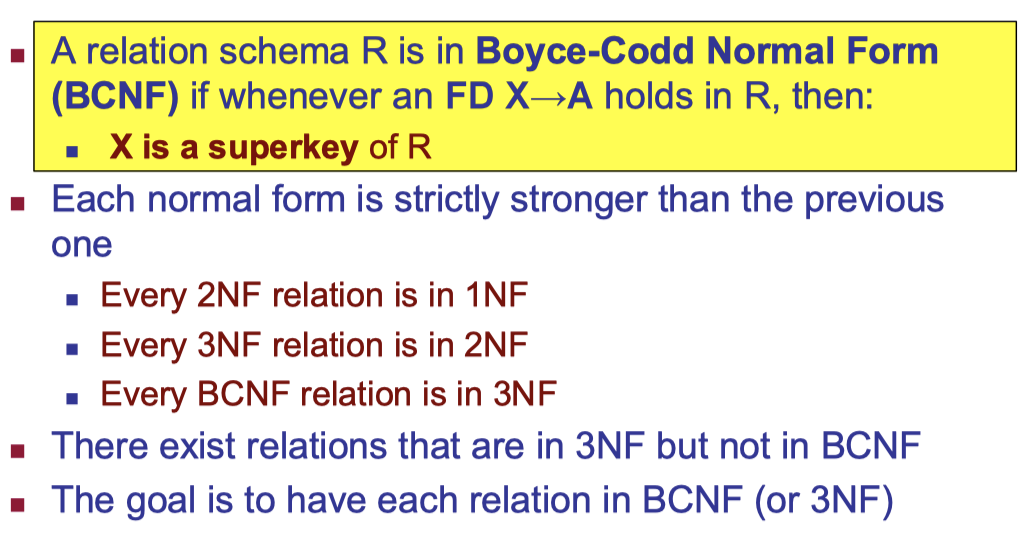 A relation schema R is in Boyce-Codd Normal Form
(BCNF) if whenever an FD X→A holds in R, then:
X is a superkey of R
Each normal form is strictly stronger than the previous
one
Every 2NF relation is in 1NF
Every 3NF relation is in 2NF
Every BCNF relation is in 3NF
There exist relations that are in 3NF but not in BCNF
The goal is to have each relation in BCNF (or 3NF)